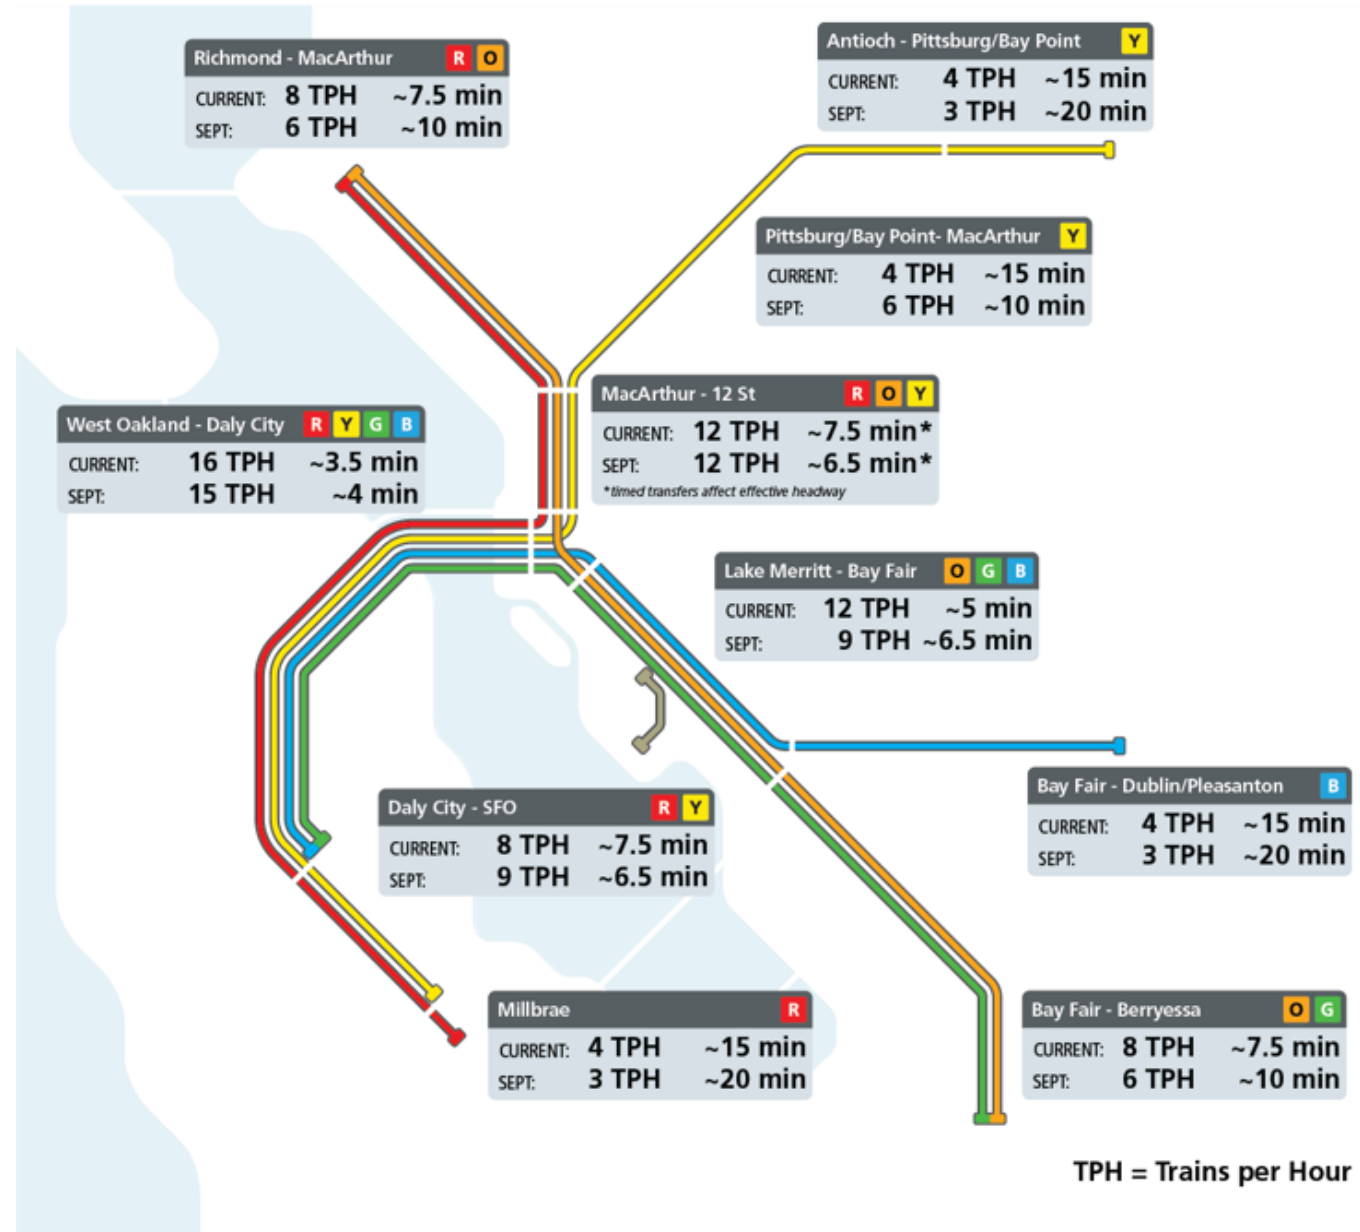 Richmond - MacArthur R O
CURRENT: 8 TPH ~7.5 min
SEPT: 6 TPH ~10 min
Antioch - Pittsburg/Bay Point Y
CURRENT: 4 TPH ~15 min
SEPT: 3 TPH ~20 min
Pittsburg/Bay Point- MacArthur Y
CURRENT: 4 TPH ~15 min
SEPT: 6 TPH ~10 min
MacArthur - 12 St R O Y
CURRENT: 12 TPH ~7.5 min*
SEPT: 12 TPH ~6.5 min*
*timed transfers affect effective headway
West Oakland - Daly City R Y G B
CURRENT: 16 TPH ~3.5 min
SEPT: 15 TPH ~4 min
Lake Merritt - Bay Fair O G B
CURRENT: 12 TPH ~5 min
SEPT: 9 TPH ~6.5 min
Bay Fair - Dublin/Pleasanton B
CURRENT: 4 TPH ~15 min
SEPT: 3 TPH ~20 min
Daly City - SFO R Y
CURRENT: 8 TPH ~7.5 min
SEPT: 9 TPH ~6.5 min
Millbrae R
CURRENT: 4 TPH ~15 min
SEPT: 3 TPH ~20 min
Bay Fair - Berryessa O G
CURRENT: 8 TPH ~7.5 min
SEPT: 6 TPH ~10 min
TPH = Trains per Hour